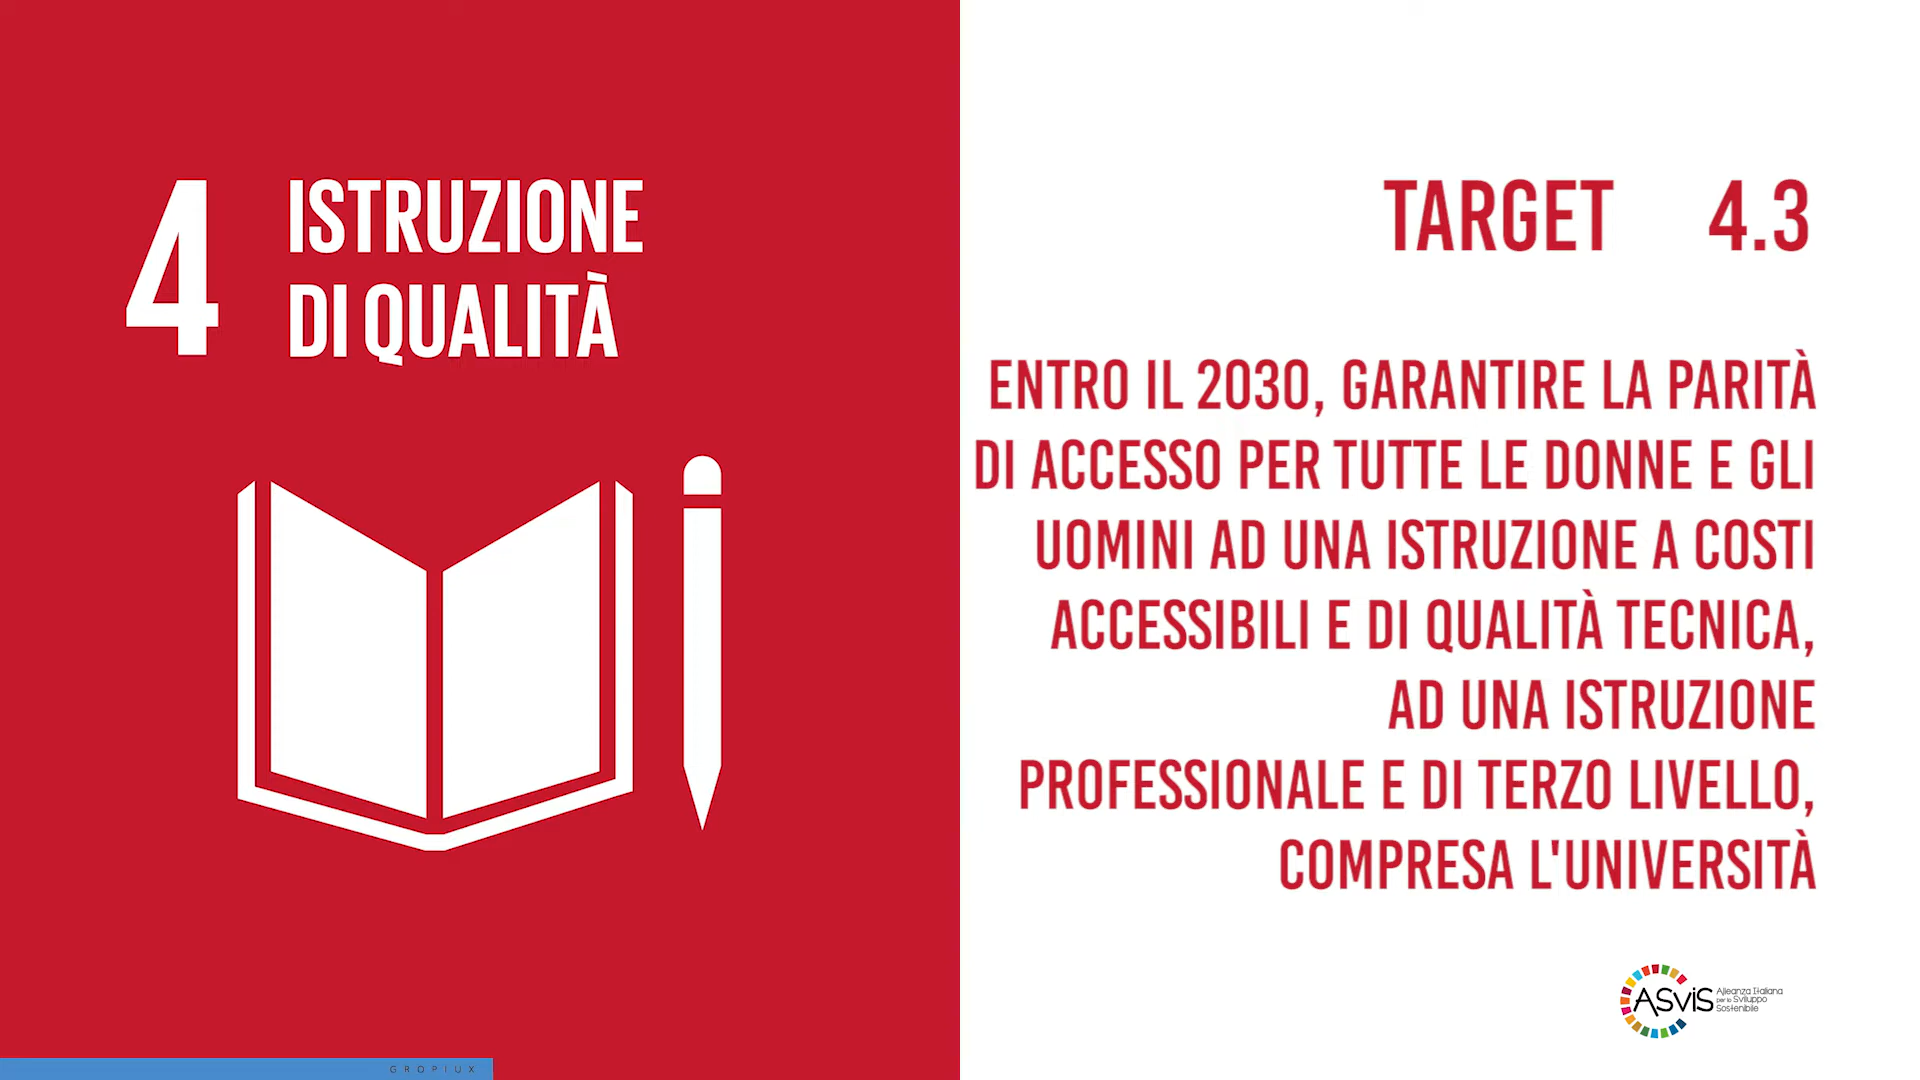 4
ISTRUZIONE
DI QUALITÀ
TARGET 4.3
ENTRO IL 2030, GARANTIRE LA PARITÀ
DI ACCESSO PER TUTTE LE DONNE E GLI
UOMINI AD UNA ISTRUZIONE A COSTI
ACCESSIBILI E DI QUALITÀ TECNICA,
AD UNA ISTRUZIONE
PROFESSIONALE E DI TERZO LIVELLO,
COMPRESA L'UNIVERSITÀ
ASviS
Alleanza Italiana
per lo Sviluppo
Sostenibile
GROPIUX